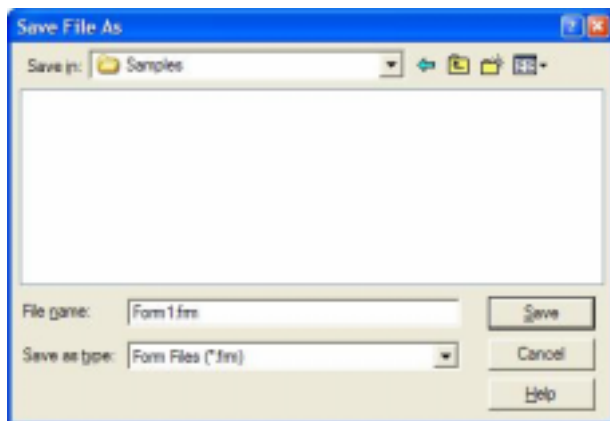 Save File As
Save in: Samples
File name: Form1.frm
Save as type: Form Files (*.frm)
Save
Cancel
Help